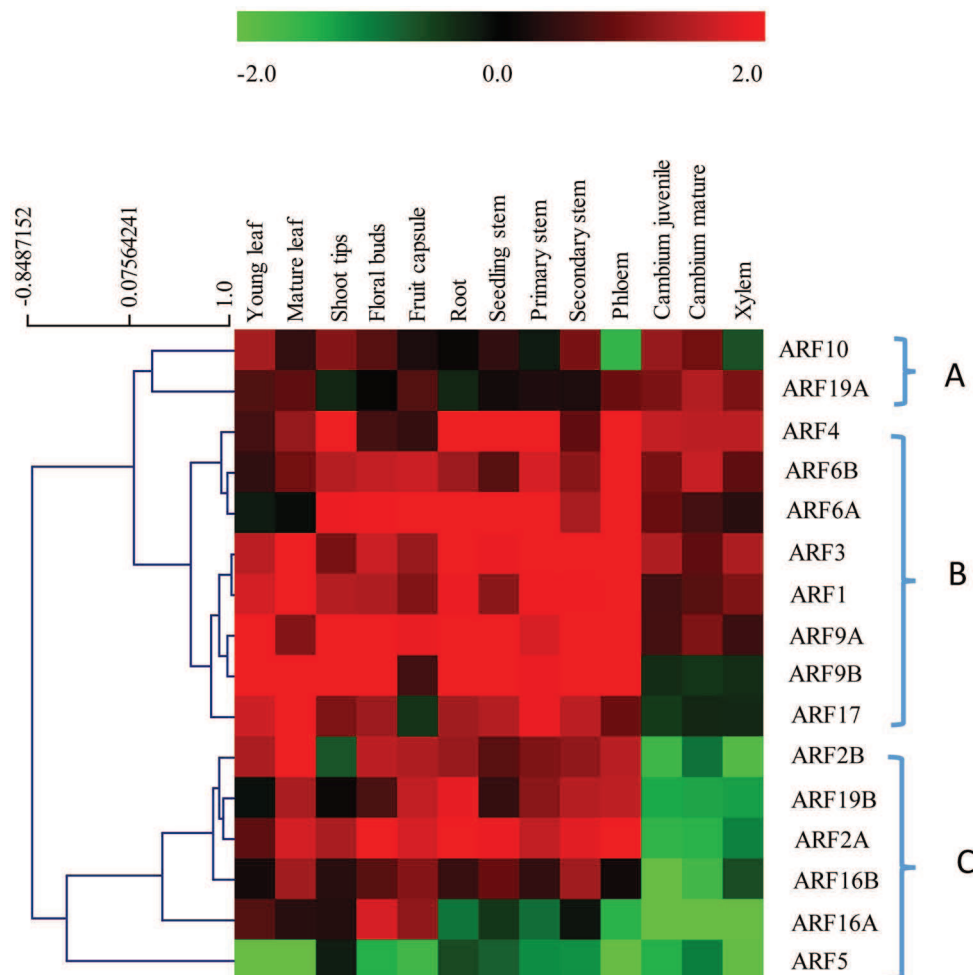 -2.0 0.0 2.0
-0.8487152
0.07564241
1.0
Young leaf
Mature leaf
Shoot tips
Floral buds
Fruit capsule
Root
Seedling stem
Primary stem
Secondary stem
Phloem
Cambium juvenile
Cambium mature
Xylem
ARF10
ARF19A
A
ARF4
ARF6B
ARF6A
ARF3
ARF1
B
ARF9A
ARF9B
ARF17
ARF2B
ARF19B
ARF2A
ARF16B
C
ARF16A
ARF5